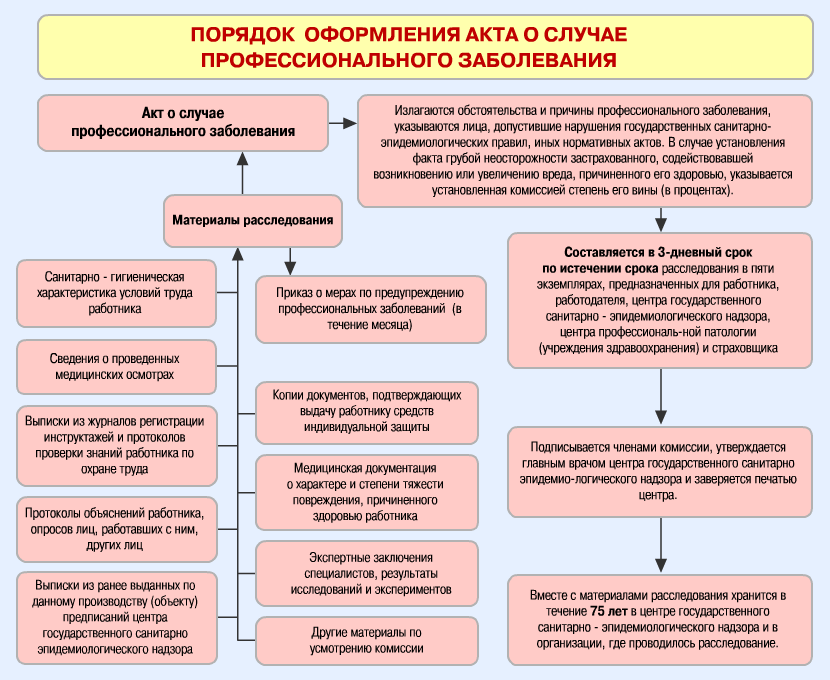 ПОРЯДОК ОФОРМЛЕНИЯ АКТА О СЛУЧАЕ
ПРОФЕССИОНАЛЬНОГО ЗАБОЛЕВАНИЯ
Акт о случае
профессионального заболевания
Излагаются обстоятельства и причины профессионального заболевания,
указываются лица, допустившие нарушения государственных санитарно-
эпидемиологических правил, иных нормативных актов. В случае установления
факта грубой неосторожности застрахованного, содействовавшей
возникновению или увеличению вреда, причиненного его здоровью, указывается
установленная комиссией степень его вины (в процентах).
Материалы расследования
Составляется в 3-дневный срок
по истечении срока расследования в пяти
экземплярах, предназначенных для работника,
работодателя, центра государственного
санитарно - эпидемиологического надзора,
центра профессиональ-ной патологии
(учреждения здравоохранения) и страховщика
Санитарно - гигиеническая
характеристика условий труда
работника
Приказ о мерах по предупреждению
профессиональных заболеваний (в
течение месяца)
Сведения о проведенных
медицинских осмотрах
Копии документов, подтверждающих
выдачу работнику средств
индивидуальной защиты
Выписки из журналов регистрации
инструктажей и протоколов
проверки знаний работника по
охране труда
Подписывается членами комиссии, утверждается
главным врачом центра государственного санитарно
эпидемио-логического надзора и заверяется печатью
центра.
Медицинская документация
о характере и степени тяжести
повреждения, причиненного
здоровью работника
Протоколы объяснений работника,
опросов лиц, работавших с ним,
других лиц
Экспертные заключения
специалистов, результаты
исследований и экспериментов
Выписки из ранее выданных по
данному производству (объекту)
предписаний центра
государственного санитарно
эпидемиологического надзора
Другие материалы по
усмотрению комиссии
Вместе с материалами расследования хранится в
течение 75 лет в центре государственного
санитарно - эпидемиологического надзора и в
организации, где проводилось расследование.